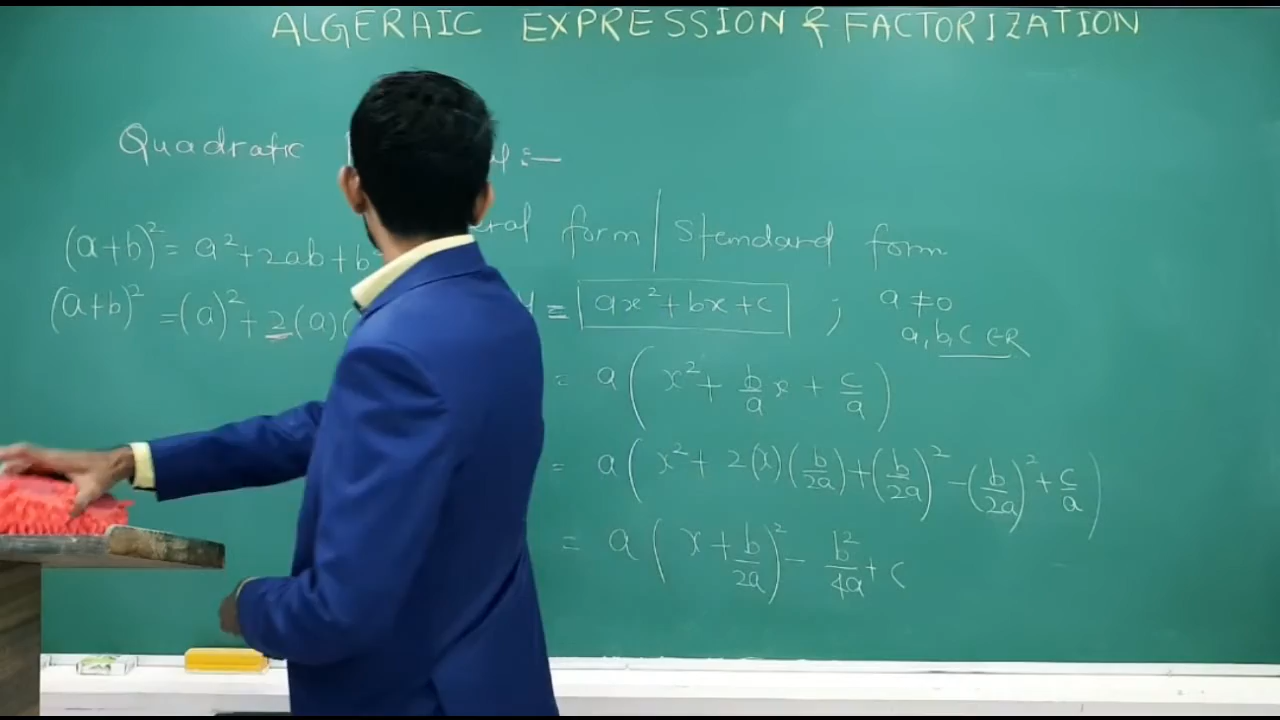 ALGERAIC EXPRESSION & FACTORIZATION
Quadratic :—
form | Standard form
(a+b)² = a²+2ab+b
(a+b)² = (a)² + 2(a)(
= ax²+bx+c ; a ≠ 0
a, b, c ∈ R
= a( x² + b/a x + c/a )
= a( x² + 2(x)(b/2a) + (b/2a)² - (b/2a)² + c/a )
= a( x + b/2a )² - b²/4a + c